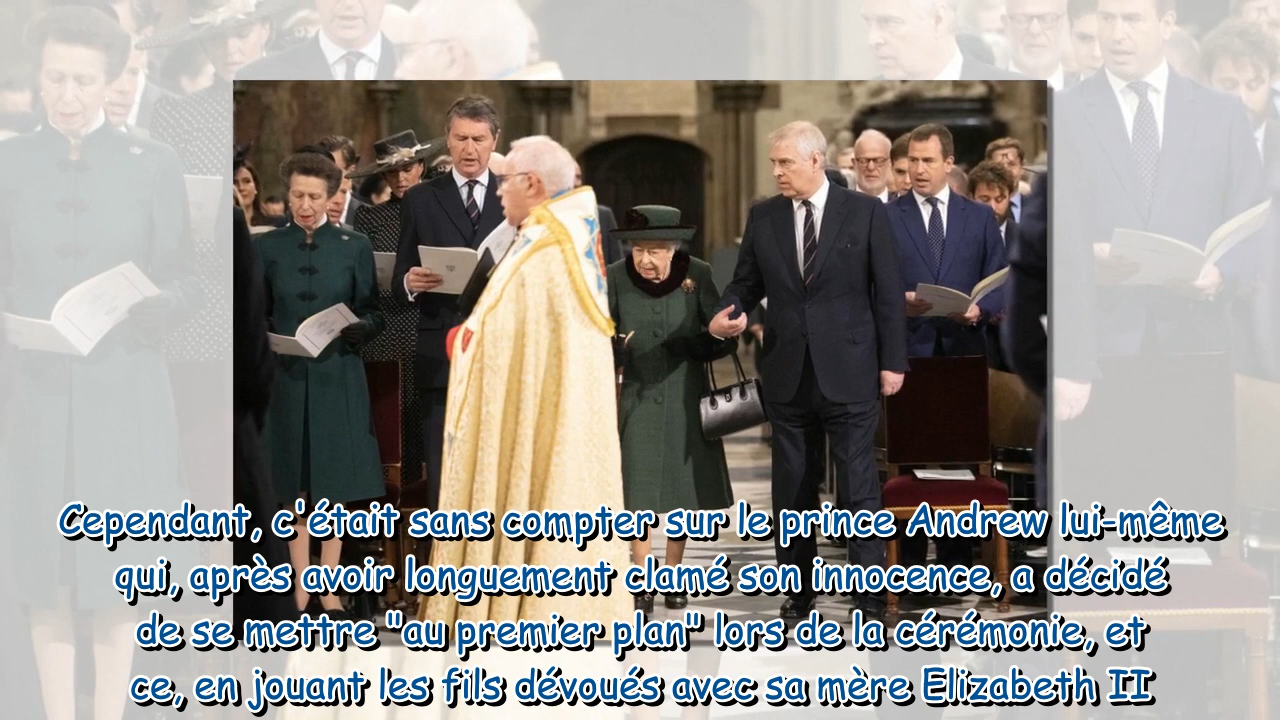 Cependant, c'était sans compter sur le prince Andrew lui-même
qui, après avoir longuement clamé son innocence, a décidé
de se mettre "au premier plan" lors de la cérémonie, et
ce, en jouant les fils dévoués avec sa mère Elizabeth II